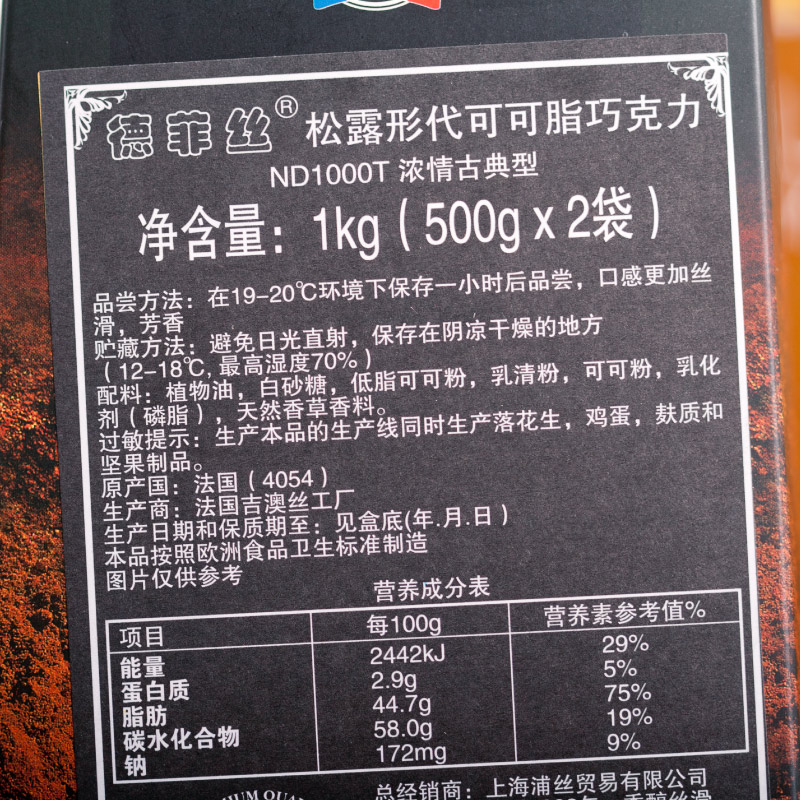 德菲丝® 松露形代可可脂巧克力
ND1000T 浓情古典型
净含量：1kg（500g x 2袋）
品尝方法：在19-20℃环境下保存一小时后品尝，口感更加丝
滑，芳香
贮藏方法：避免日光直射，保存在阴凉干燥的地方
（12-18℃,最高湿度70%）
配料：植物油，白砂糖，低脂可可粉，乳清粉，可可粉，乳化
剂（磷脂），天然香草香料。
过敏提示：生产本品的生产线同时生产落花生，鸡蛋，麸质和
坚果制品。
原产国：法国（4054）
生产商：法国吉澳丝工厂
生产日期和保质期至：见盒底(年.月.日）
本品按照欧洲食品卫生标准制造
图片仅供参考
营养成分表
项目 每100g 营养素参考值%
能量 2442kJ 29%
蛋白质 2.9g 5%
脂肪 44.7g 75%
碳水化合物 58.0g 19%
钠 172mg 9%
总经销商：上海浦丝贸易有限公司